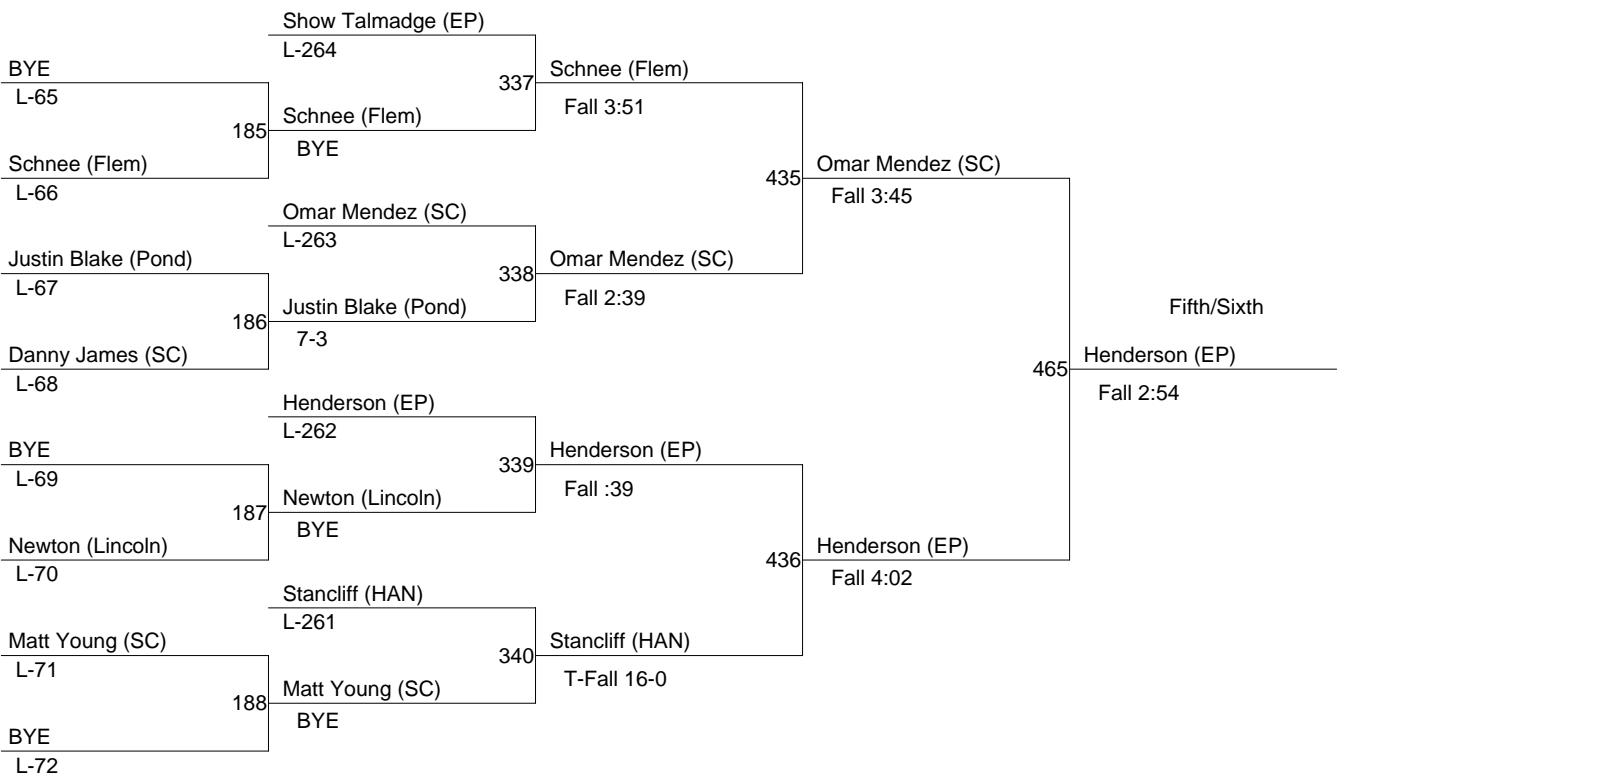 BYE
L-65
185
Schnee (Flem)
L-66
Justin Blake (Pond)
L-67
186
Danny James (SC)
L-68
BYE
L-69
187
Newton (Lincoln)
L-70
Matt Young (SC)
L-71
188
BYE
L-72
Show Talmadge (EP)
L-264
337
Schnee (Flem)
BYE
Omar Mendez (SC)
L-263
338
Justin Blake (Pond)
7-3
Henderson (EP)
L-262
339
Newton (Lincoln)
BYE
Stancliff (HAN)
L-261
340
Matt Young (SC)
BYE
Schnee (Flem)
Fall 3:51
435
Omar Mendez (SC)
Fall 2:39
Henderson (EP)
Fall :39
436
Stancliff (HAN)
T-Fall 16-0
Omar Mendez (SC)
Fall 3:45
465
Henderson (EP)
Fall 4:02
Fifth/Sixth
Henderson (EP)
Fall 2:54